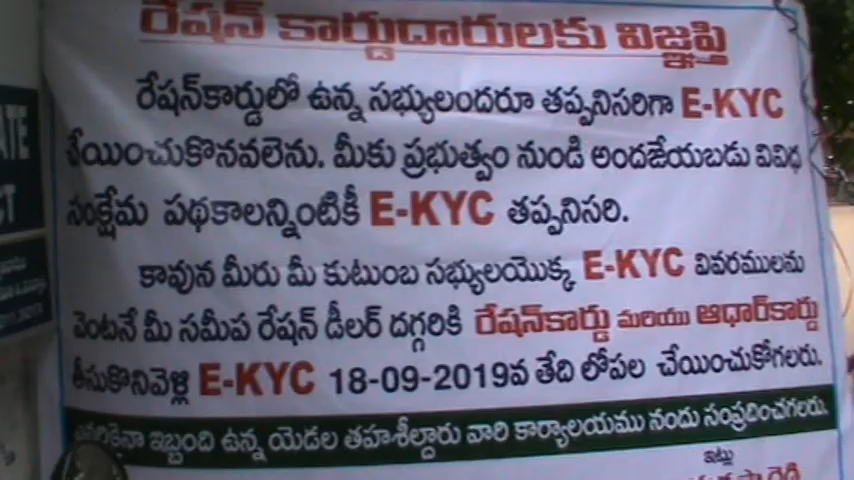 రేషన్ కార్డుదారులకు విజ్ఞప్తి
రేషన్‌కార్డులో ఉన్న సభ్యులందరూ తప్పనిసరిగా E-KYC
చేయించుకొనవలెను. మీకు ప్రభుత్వం నుండి అందజేయబడు వివిధ
సంక్షేమ పథకాలన్నింటికీ E-KYC తప్పనిసరి.
కావున మీరు మీ కుటుంబ సభ్యులయొక్క E-KYC వివరములను
వెంటనే మీ సమీప రేషన్ డీలర్ దగ్గరికి రేషన్‌కార్డు మరియు ఆధార్‌కార్డు
తీసుకొనివెళ్లి E-KYC 18-09-2019వ తేది లోపల చేయించుకోగలరు.
ఇబ్బంది ఉన్న యెడల తహశీల్దారు వారి కార్యాలయము నందు సంప్రదించగలరు.
ఇట్లు